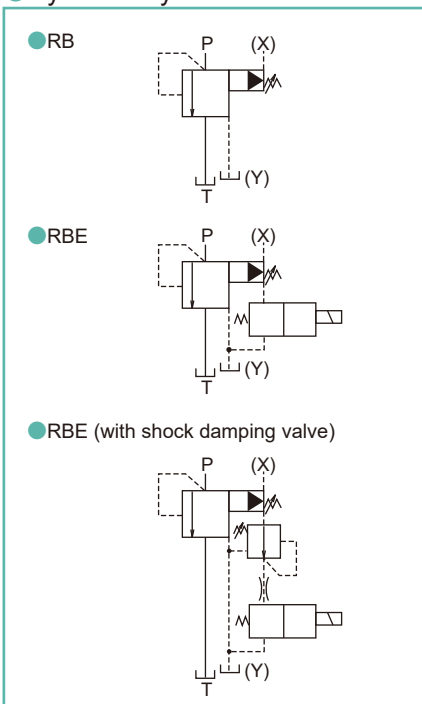 RB
P
(X)
(Y)
T
RBE
P
(X)
(Y)
T
RBE (with shock damping valve)
P
(X)
(Y)
T